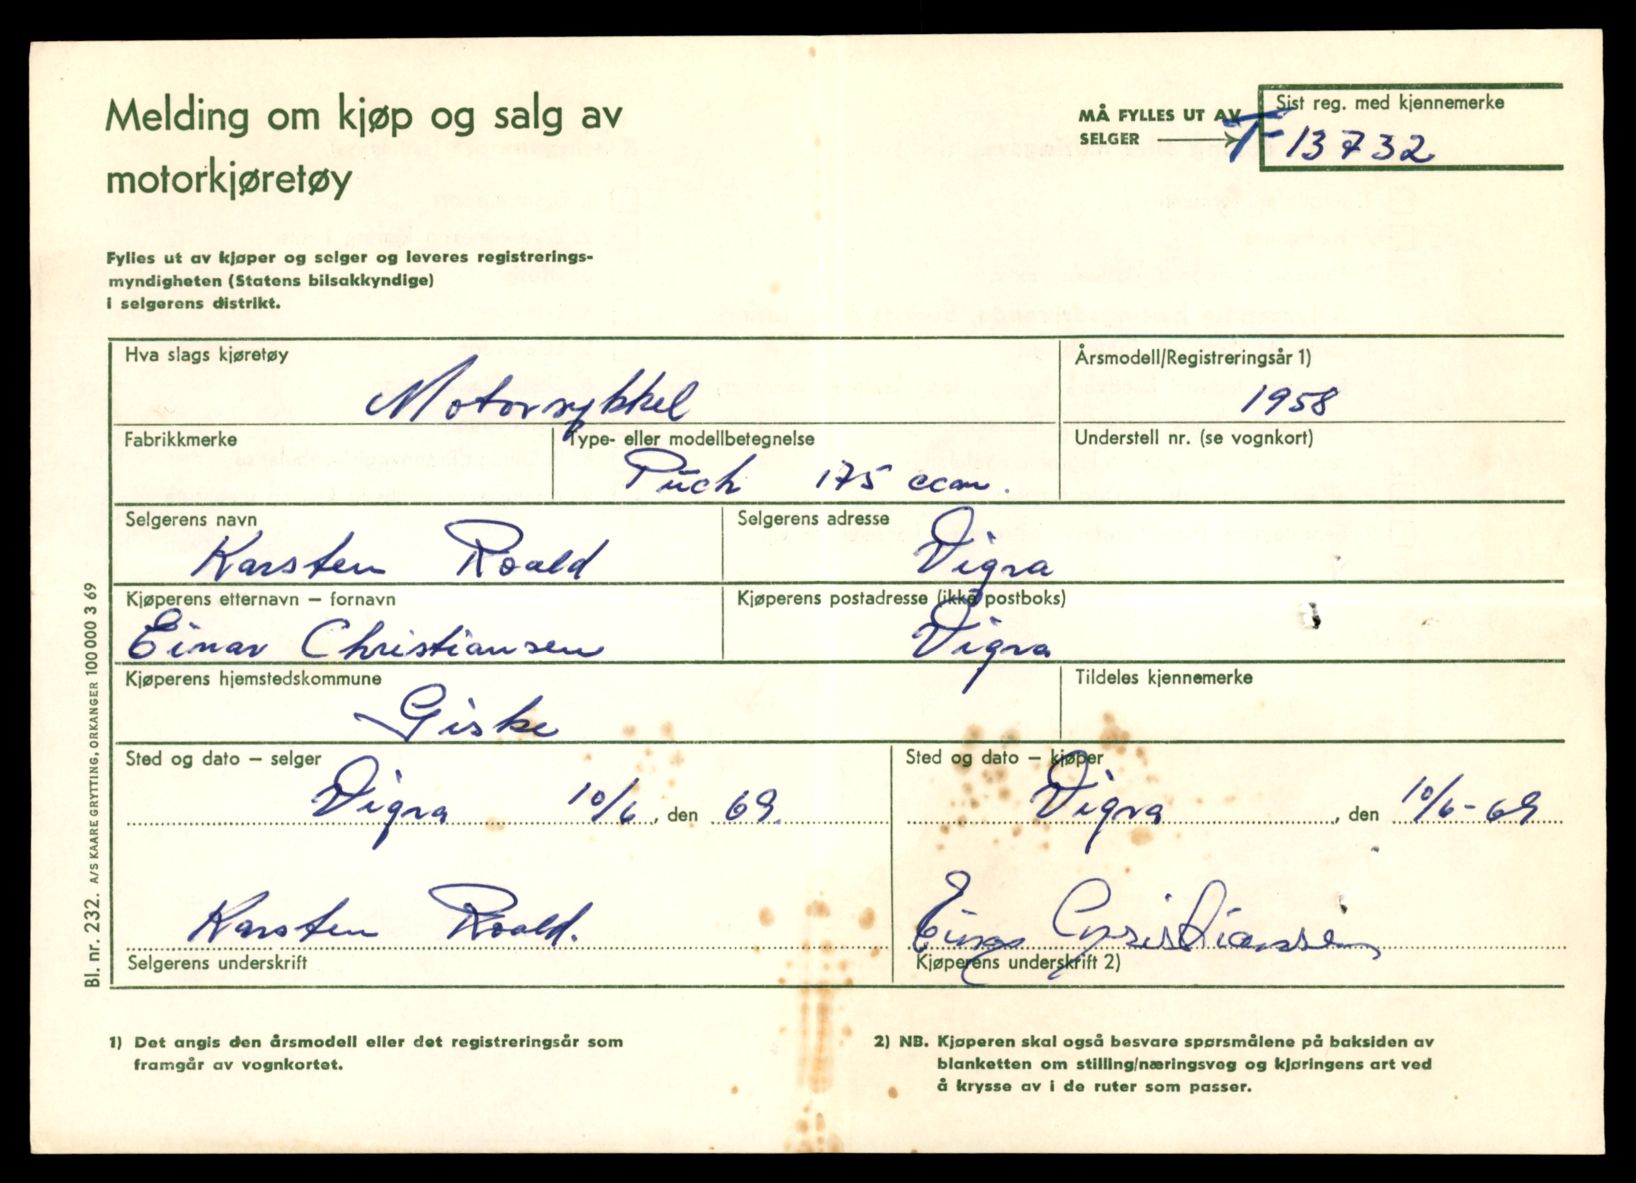 Melding om kjøp og salg av
motorkjøretøy
MÅ FYLLES UT AV
SELGER
Sist reg. med kjennemerke
T-13732
Fylles ut av kjøper og selger og leveres registrerings-
myndigheten (Statens bilsakkyndige)
i selgerens distrikt.
Hva slags kjøretøy
Motorsykkel
Årsmodell/Registreringsår 1)
1958
Fabrikkmerke
Type- eller modellbetegnelse
Puch 175 ccm.
Understell nr. (se vognkort)
Selgerens navn
Karsten Roald
Selgerens adresse
Vigra
Kjøperens etternavn – fornavn
Einar Christiansen
Kjøperens postadresse (ikke postboks)
Vigra
Kjøperens hjemstedskommune
Giske
Tildeles kjennemerke
Sted og dato – selger
Vigra 10/6, den 69.
Sted og dato – kjøper
Vigra, den 10/6-69
Karsten Roald.
Selgerens underskrift
Einar Christianssen
Kjøperens underskrift 2)
1) Det angis den årsmodell eller det registreringsår som
framgår av vognkortet.
2) NB. Kjøperen skal også besvare spørsmålene på baksiden av
blanketten om stilling/næringsveg og kjøringens art ved
å krysse av i de ruter som passer.
Bl. nr. 232. A/S KAARE GRYTTING, ORKANGER 100 000 3 69